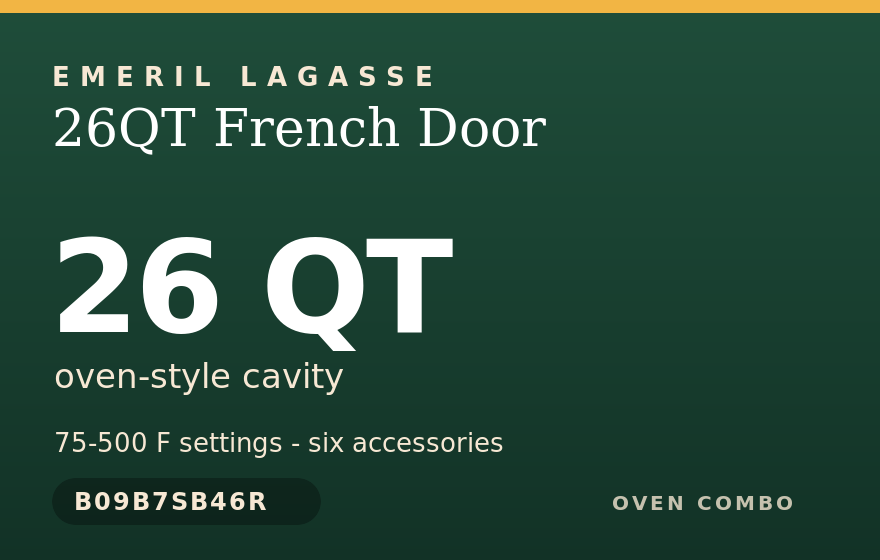 EMERIL LAGASSE
26QT French Door
26 QT
oven-style cavity
75-500 F settings - six accessories
B09B7SB46R
OVEN COMBO